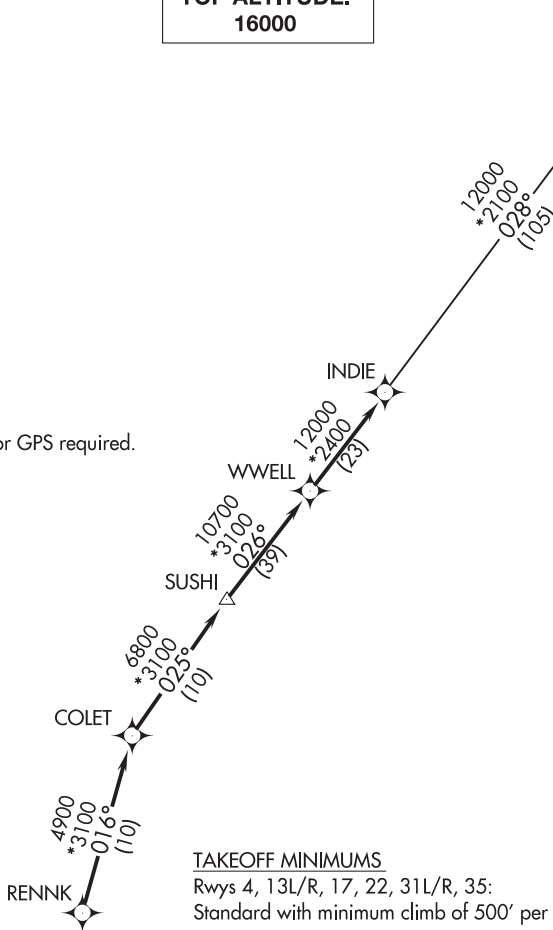 TOP ALTITUDE:
16000
12000
*2100
028°
(105)
INDIE
12000
*2400
(23)
or GPS required.
WWELL
10700
*3100
026°
(39)
SUSHI
6800
*3100
025°
(10)
COLET
4900
*3100
016°
(10)
TAKEOFF MINIMUMS
RENNK
Rwys 4, 13L/R, 17, 22, 31L/R, 35:
Standard with minimum climb of 500' per